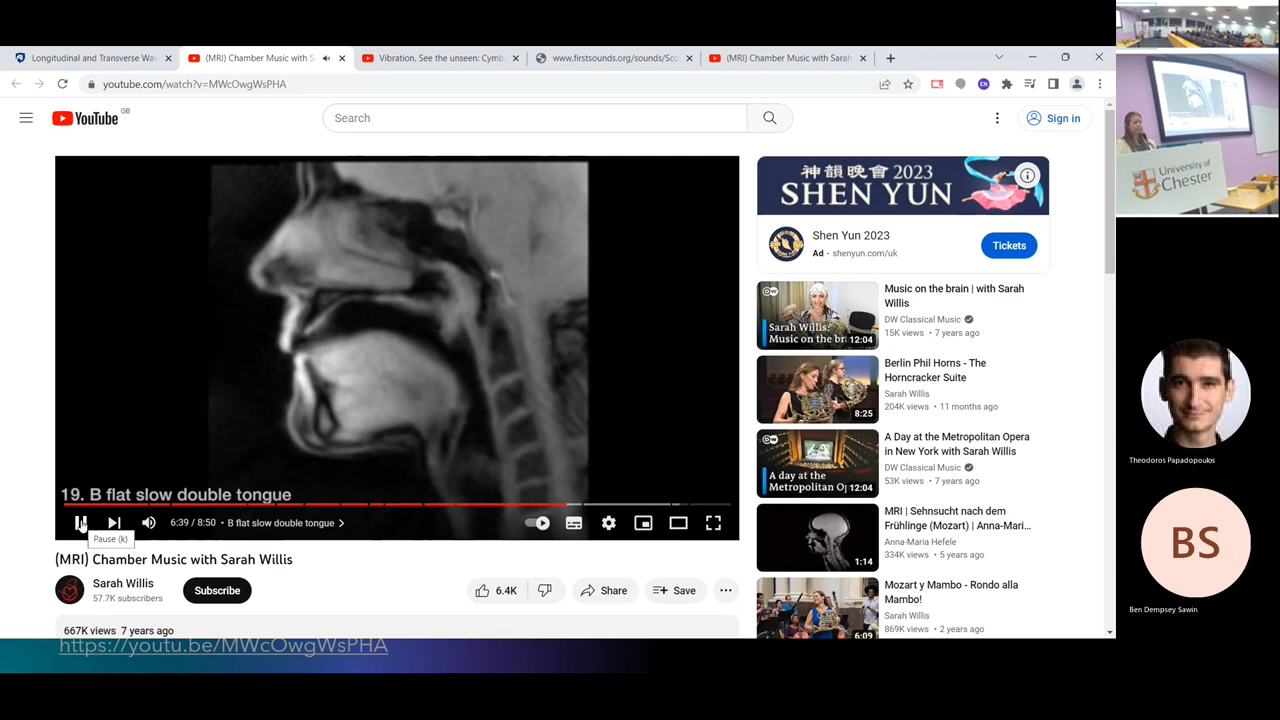 Longitudinal and Transverse Wav
(MRI) Chamber Music with S
Vibration. See the unseen: Cymb
www.firstsounds.org/sounds/Sco
(MRI) Chamber Music with Sarah
youtube.com/watch?v=MWcOwgWsPHA
EN
YouTube
GB
Search
Sign in
神韻晚會 2023
SHEN YUN
Shen Yun 2023
Ad · shenyun.com/uk
Tickets
Music on the brain | with Sarah
Willis
DW Classical Music
15K views • 7 years ago
Sarah Willis:
Music on the br
12:04
Berlin Phil Horns - The
Horncracker Suite
Sarah Willis
204K views • 11 months ago
8:25
A Day at the Metropolitan Opera
in New York with Sarah Willis
DW Classical Music
53K views • 7 years ago
A day at the
Metropolitan O
12:04
MRI | Sehnsucht nach dem
Frühlinge (Mozart) | Anna-Mari...
Anna-Maria Hefele
334K views • 5 years ago
1:14
Mozart y Mambo - Rondo alla
Mambo!
Sarah Willis
869K views • 2 years ago
6:09
19. B flat slow double tongue
6:39 / 8:50 • B flat slow double tongue
Pause (k)
(MRI) Chamber Music with Sarah Willis
Sarah Willis
57.7K subscribers
Subscribe
6.4K
Share
Save
667K views 7 years ago
https://youtu.be/MWcOwgWsPHA
University of
Chester
Theodoros Papadopoulos
BS
Ben Dempsey Sawin